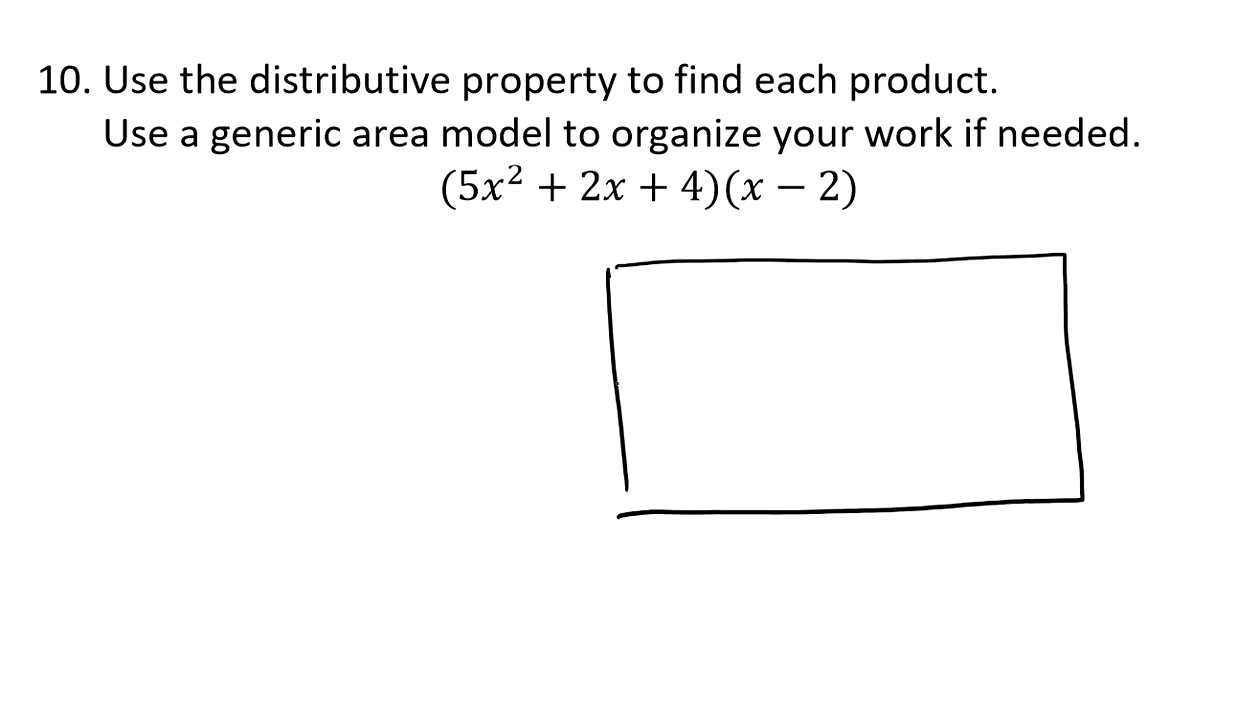 10. Use the distributive property to find each product.
Use a generic area model to organize your work if needed.
(5x² + 2x + 4)(x − 2)